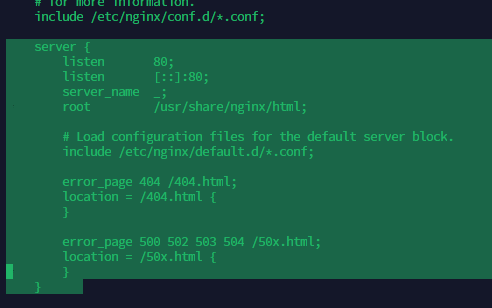 # for more information.
include /etc/nginx/conf.d/*.conf;
server {
listen 80;
listen [::]:80;
server_name _;
root /usr/share/nginx/html;
# Load configuration files for the default server block.
include /etc/nginx/default.d/*.conf;
error_page 404 /404.html;
location = /404.html {
}
error_page 500 502 503 504 /50x.html;
location = /50x.html {
}
}